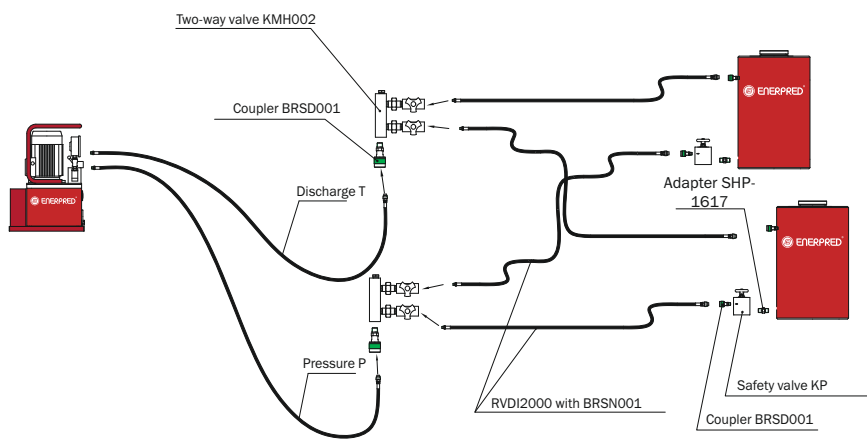 Two-way valve KMH002
Coupler BRSD001
ENERPRED
Discharge T
Pressure P
ENERPRED
Adapter SHP-
1617
ENERPRED
Safety valve KP
RVDI2000 with BRSN001
Coupler BRSD001